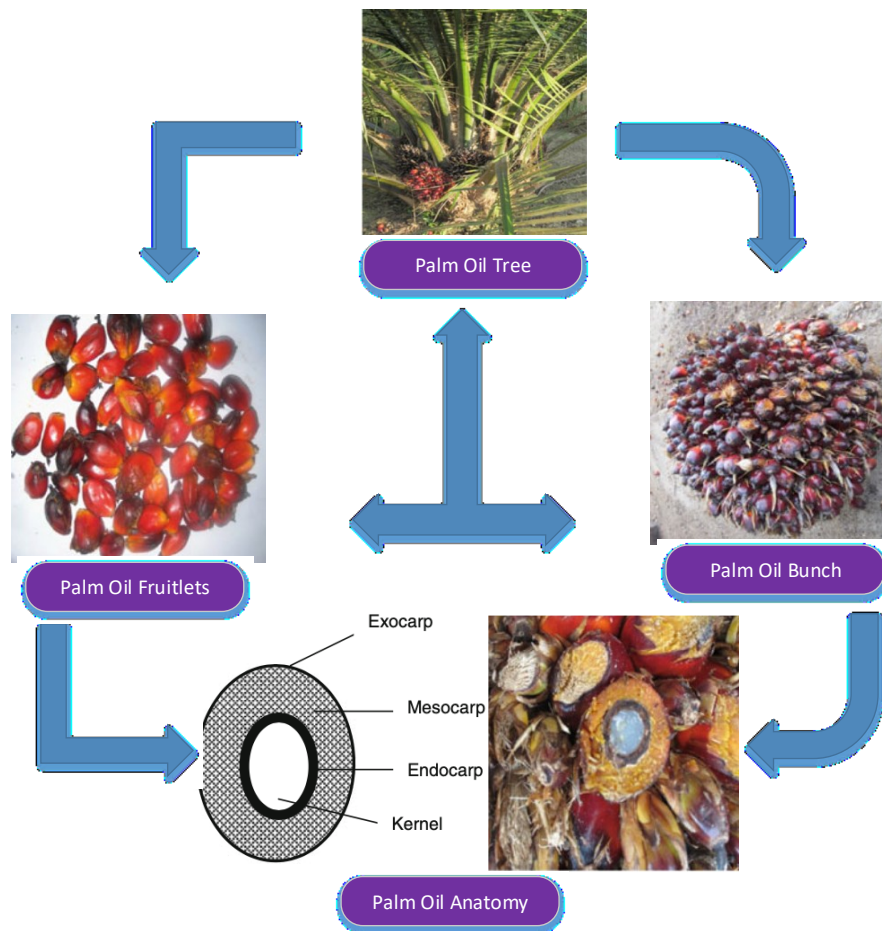 Palm Oil Tree
Palm Oil Fruitlets
Palm Oil Bunch
Exocarp
Mesocarp
Endocarp
Kernel
Palm Oil Anatomy